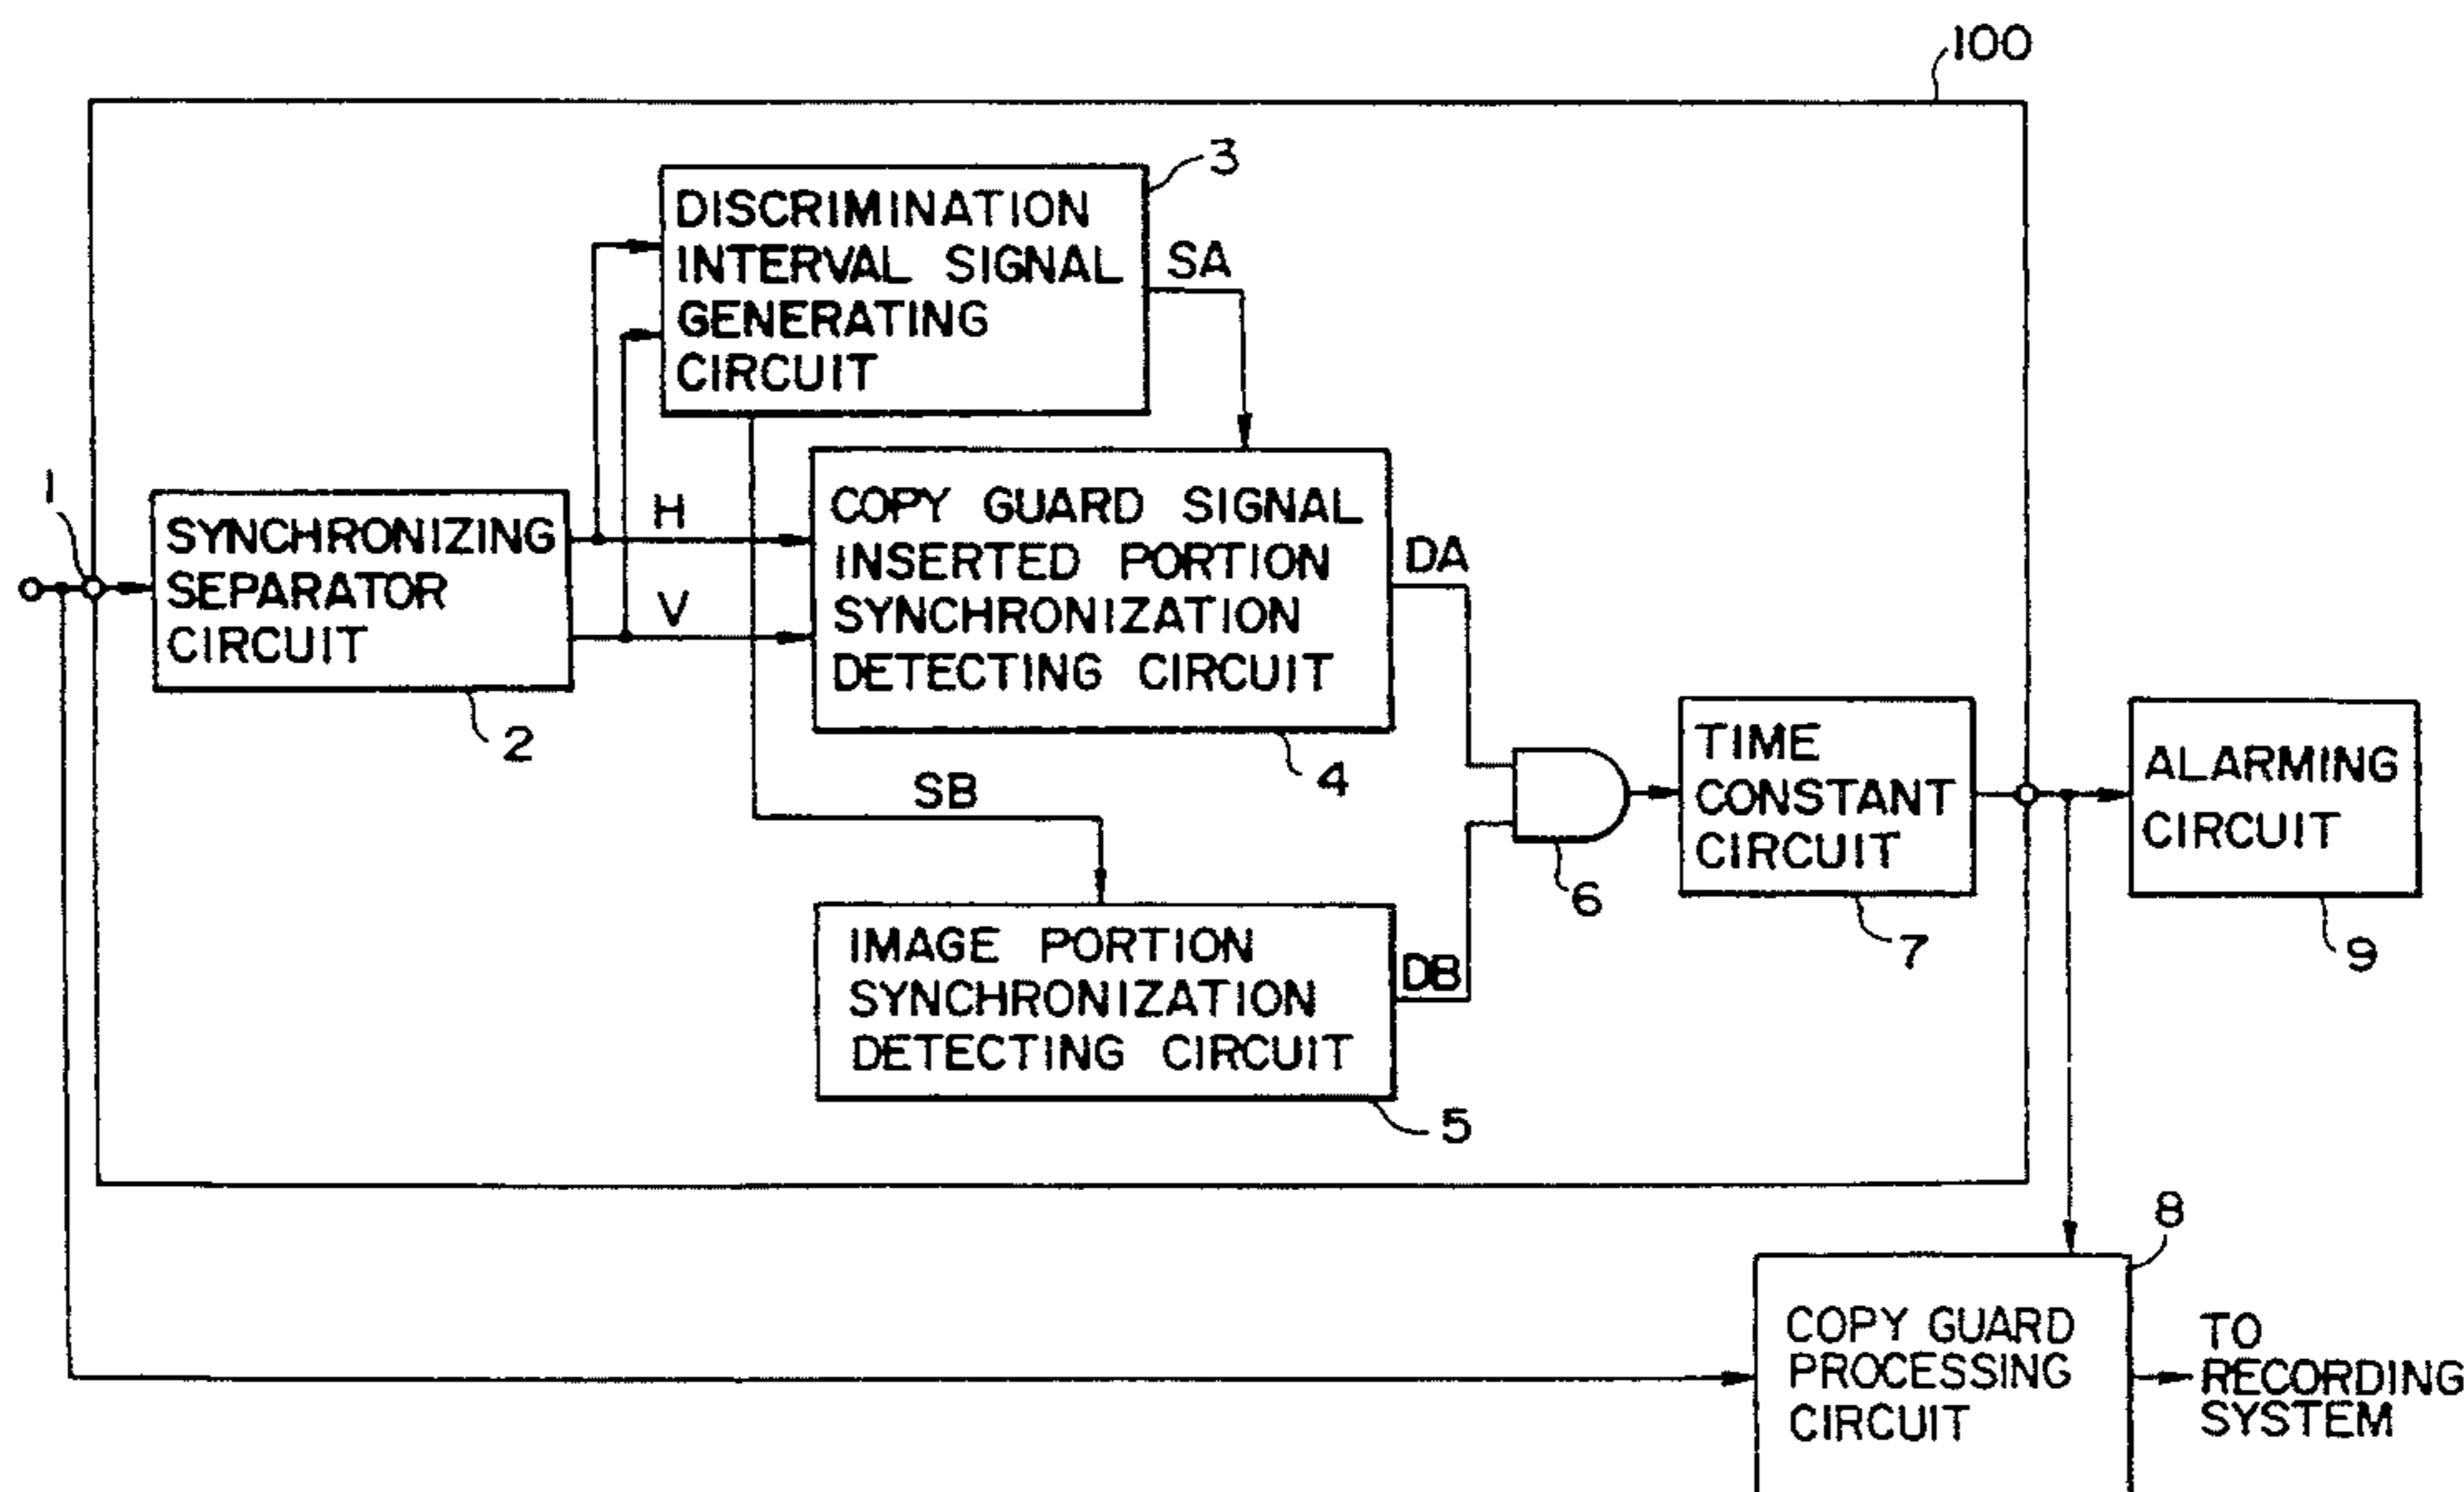 100
3
DISCRIMINATION
INTERVAL SIGNAL
GENERATING
CIRCUIT
SA
1
SYNCHRONIZING
SEPARATOR
CIRCUIT
2
H
V
COPY GUARD SIGNAL
INSERTED PORTION
SYNCHRONIZATION
DETECTING CIRCUIT
4
DA
SB
IMAGE PORTION
SYNCHRONIZATION
DETECTING CIRCUIT
5
DB
6
TIME
CONSTANT
CIRCUIT
7
ALARMING
CIRCUIT
9
8
COPY GUARD
PROCESSING
CIRCUIT
TO
RECORDING
SYSTEM